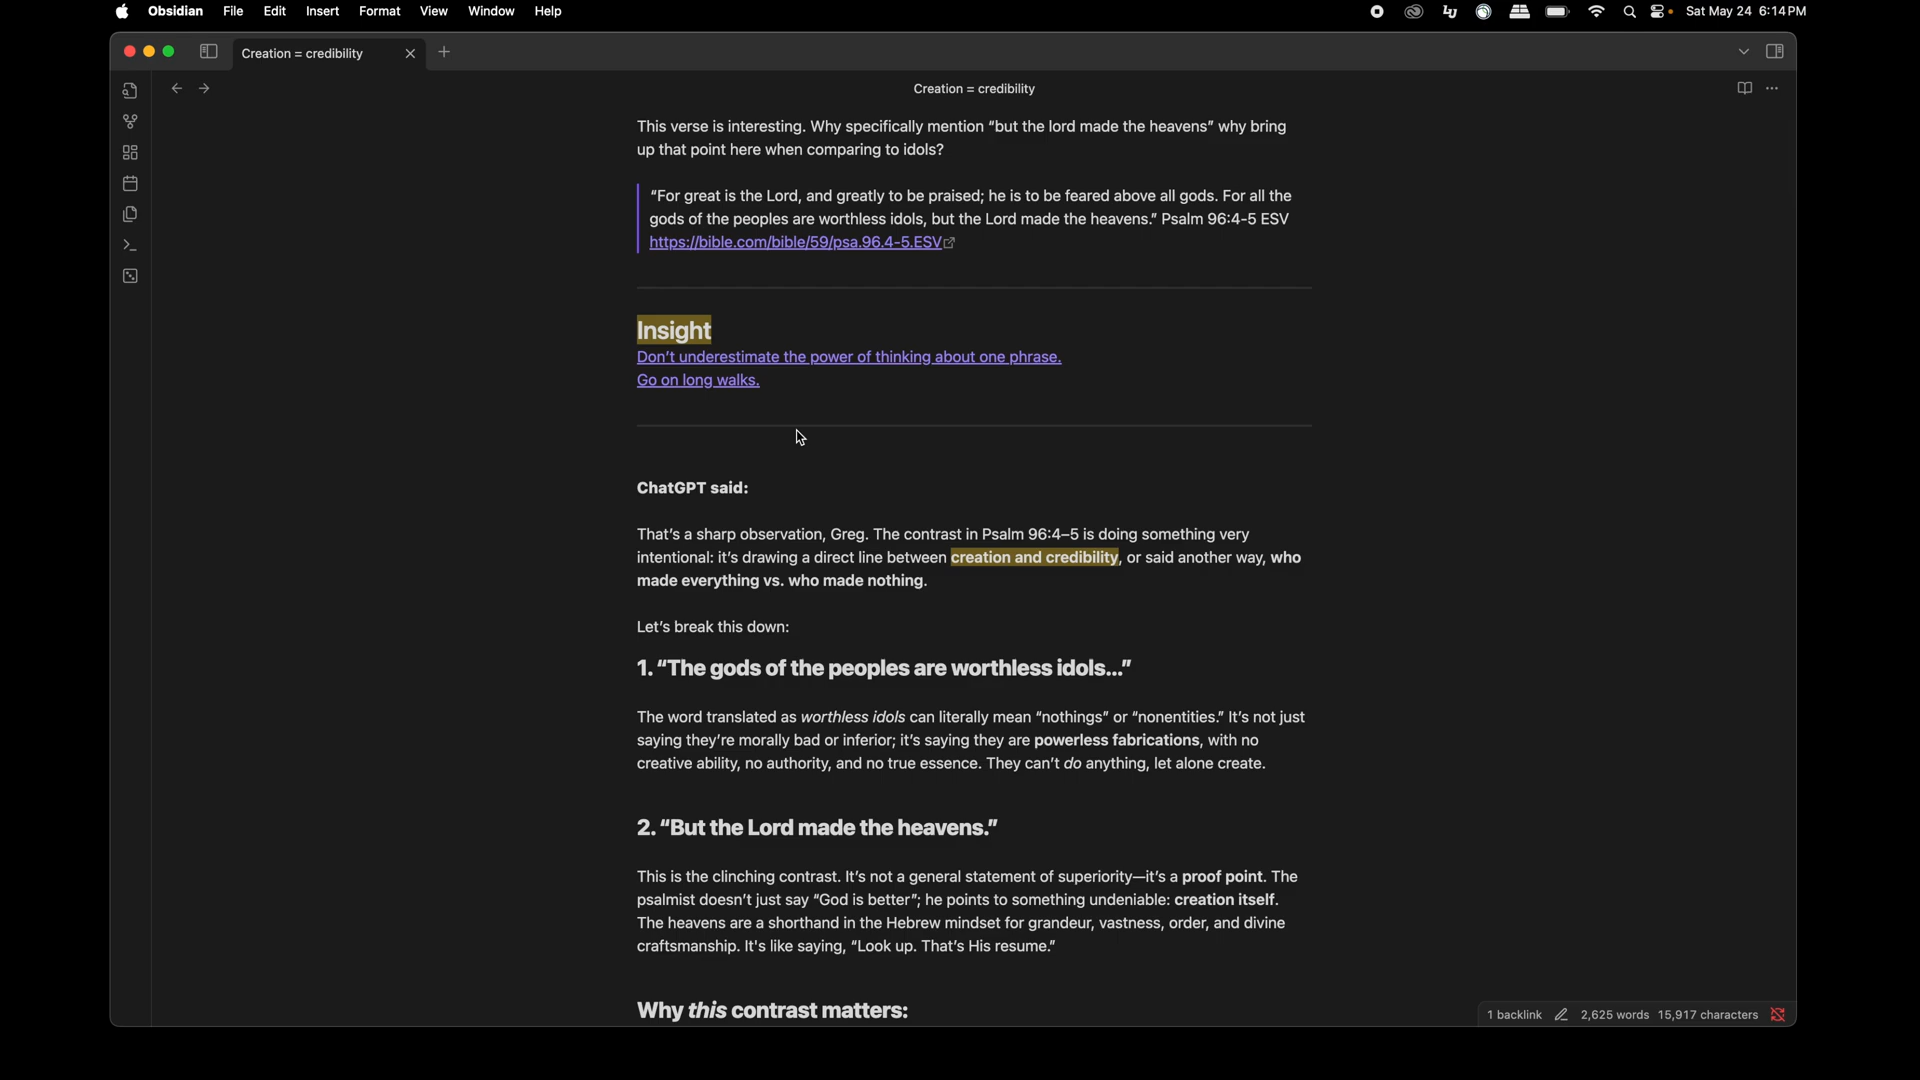 Obsidian File Edit Insert Format View Window Help Sat May 24 6:14 PM
Creation = credibility
Creation = credibility
This verse is interesting. Why specifically mention “but the lord made the heavens” why bring
up that point here when comparing to idols?
“For great is the Lord, and greatly to be praised; he is to be feared above all gods. For all the
gods of the peoples are worthless idols, but the Lord made the heavens.” Psalm 96:4-5 ESV
https://bible.com/bible/59/psa.96.4-5.ESV
Insight
Don’t underestimate the power of thinking about one phrase.
Go on long walks.
ChatGPT said:
That’s a sharp observation, Greg. The contrast in Psalm 96:4–5 is doing something very
intentional: it’s drawing a direct line between creation and credibility, or said another way, who
made everything vs. who made nothing.
Let’s break this down:
1. “The gods of the peoples are worthless idols…”
The word translated as worthless idols can literally mean “nothings” or “nonentities.” It’s not just
saying they’re morally bad or inferior; it’s saying they are powerless fabrications, with no
creative ability, no authority, and no true essence. They can’t do anything, let alone create.
2. “But the Lord made the heavens.”
This is the clinching contrast. It’s not a general statement of superiority—it’s a proof point. The
psalmist doesn’t just say “God is better”; he points to something undeniable: creation itself.
The heavens are a shorthand in the Hebrew mindset for grandeur, vastness, order, and divine
craftsmanship. It's like saying, “Look up. That’s His resume.”
Why this contrast matters:
1 backlink 2,625 words 15,917 characters